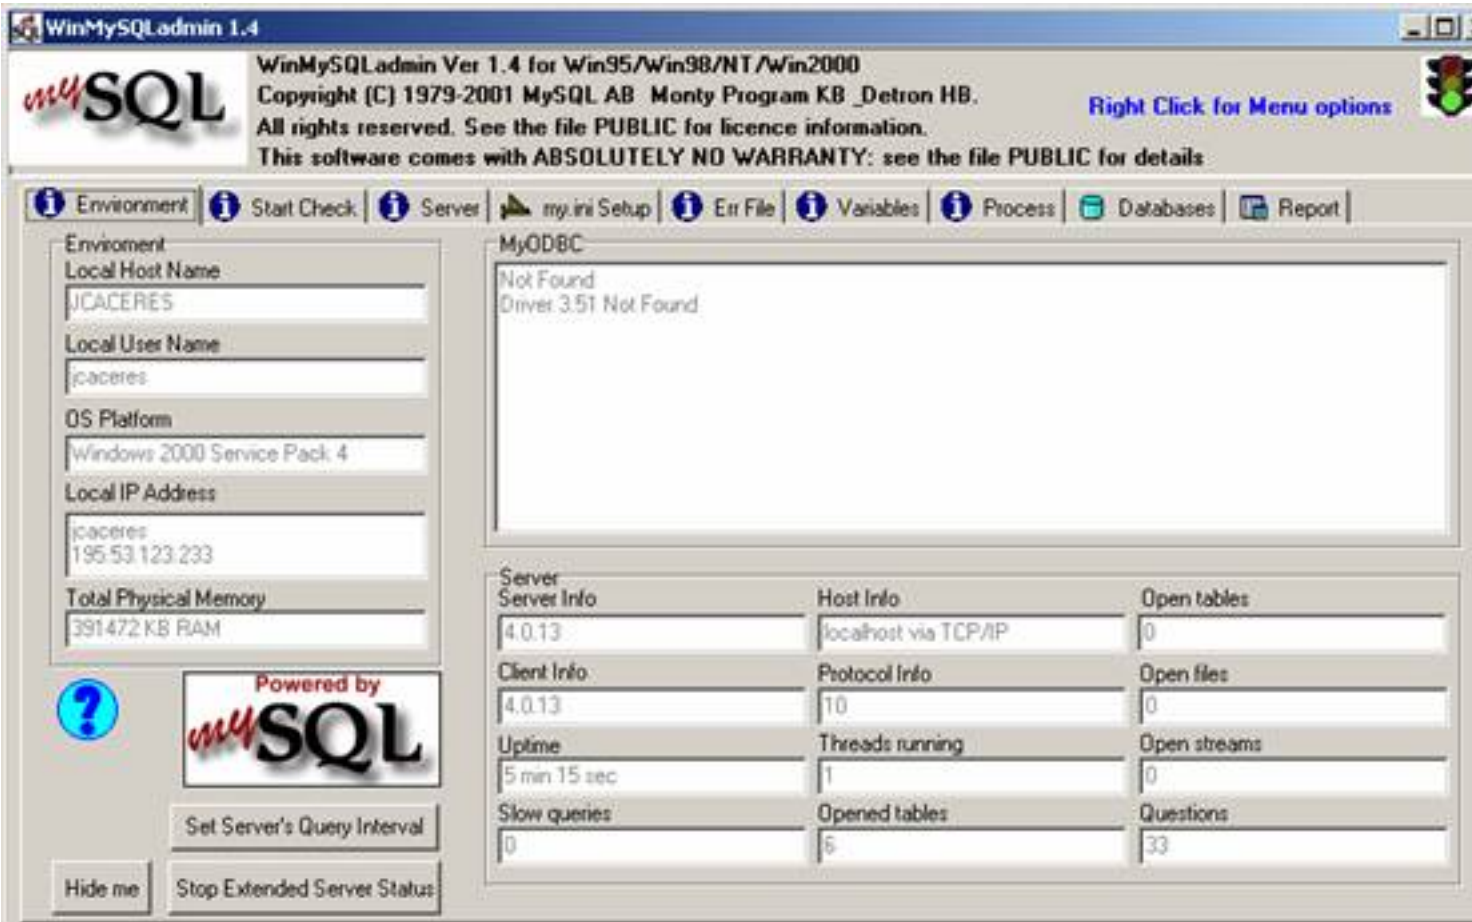 WinMySQLadmin 1.4
mySQL
WinMySQLadmin Ver 1.4 for Win95/Win98/NT/Win2000
Copyright (C) 1979-2001 MySQL AB  Monty Program KB _Detron HB.
All rights reserved. See the file PUBLIC for licence information.
This software comes with ABSOLUTELY NO WARRANTY: see the file PUBLIC for details
Right Click for Menu options
Environment
Start Check
Server
my.ini Setup
Err File
Variables
Process
Databases
Report
Enviroment
Local Host Name
JCACERES
Local User Name
jcaceres
OS Platform
Windows 2000 Service Pack 4
Local IP Address
jcaceres
195.53.123.233
Total Physical Memory
391472 KB RAM
Powered by
mySQL
Set Server's Query Interval
Hide me
Stop Extended Server Status
MyODBC
Not Found
Driver 3.51 Not Found
Server
Server Info
4.0.13
Host Info
localhost via TCP/IP
Open tables
0
Client Info
4.0.13
Protocol Info
10
Open files
0
Uptime
5 min 15 sec
Threads running
1
Open streams
0
Slow queries
0
Opened tables
6
Questions
33